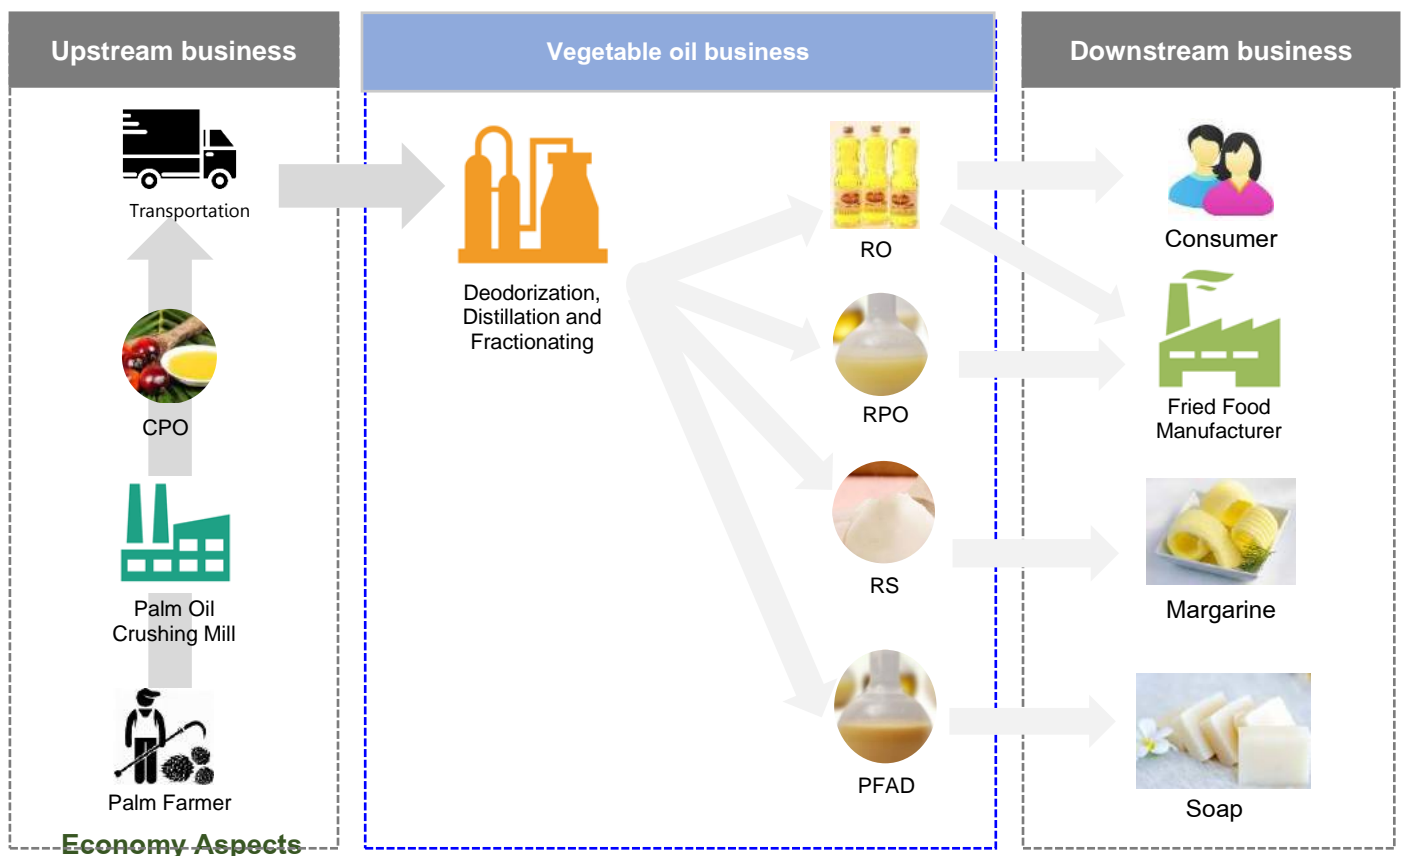 Upstream business
Vegetable oil business
Downstream business
Transportation
CPO
Palm Oil
Crushing Mill
Palm Farmer
Economy Aspects
Deodorization,
Distillation and
Fractionating
RO
RPO
RS
PFAD
Consumer
Fried Food
Manufacturer
Margarine
Soap